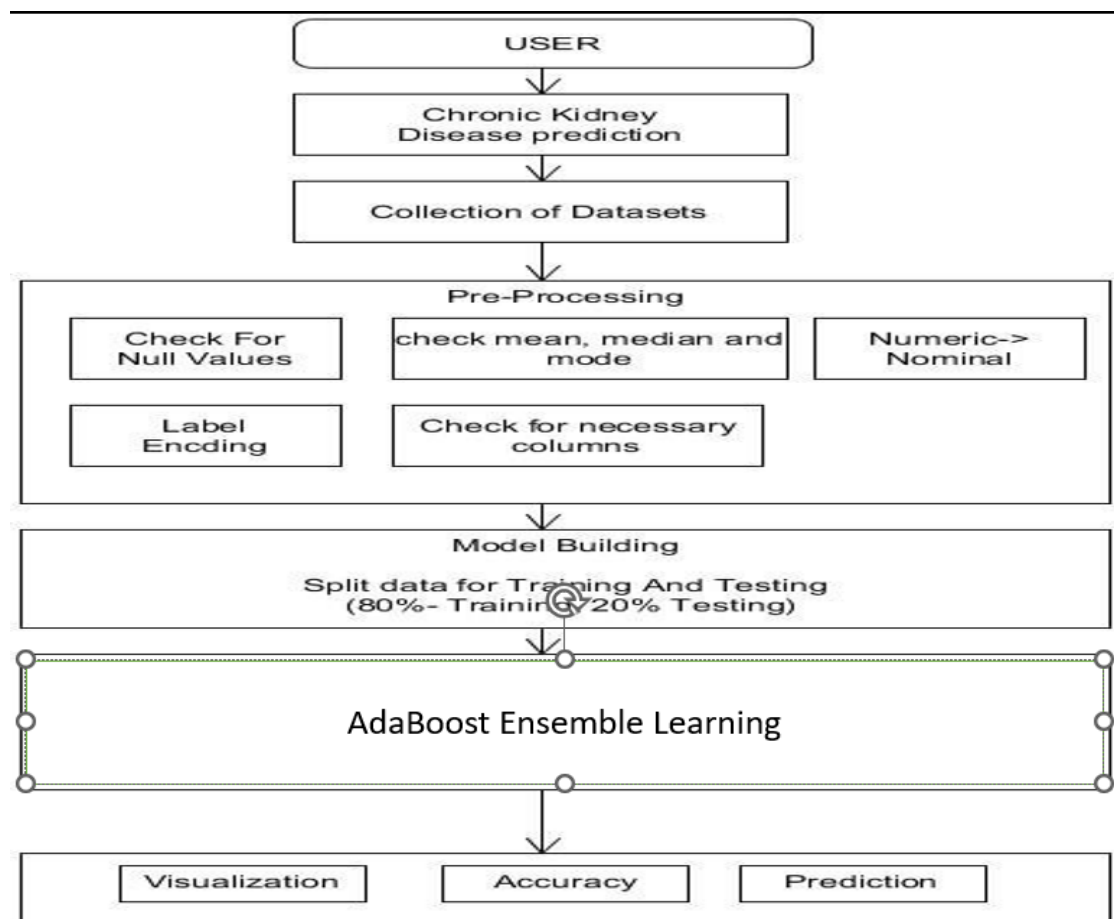 USER
Chronic Kidney
Disease prediction
Collection of Datasets
Pre-Processing
Check For
Null Values
check mean, median and
mode
Numeric->
Nominal
Label
Encding
Check for necessary
columns
Model Building
Split data for Training And Testing
(80%- Training 20% Testing)
AdaBoost Ensemble Learning
Visualization
Accuracy
Prediction